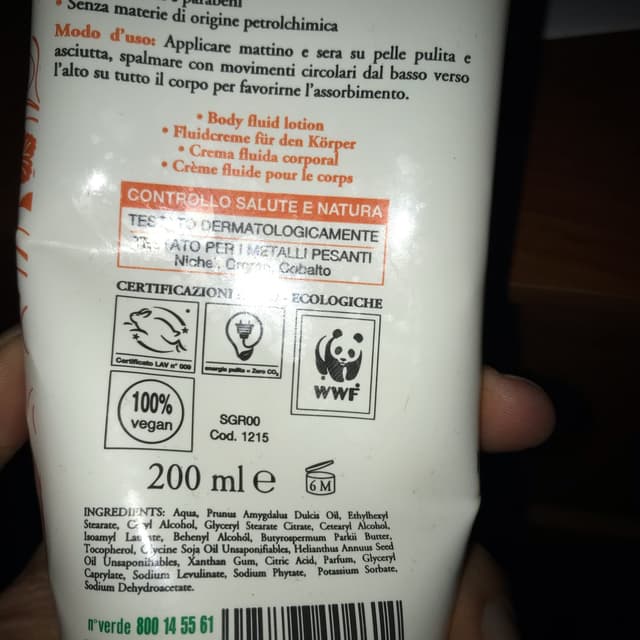 parabeni
• Senza materie di origine petrolchimica
Modo d'uso: Applicare mattino e sera su pelle pulita e
asciutta, spalmare con movimenti circolari dal basso verso
l'alto su tutto il corpo per favorirne l'assorbimento.
• Body fluid lotion
• Fluidcreme für den Körper
• Crema fluida corporal
• Crème fluide pour le corps
CONTROLLO SALUTE E NATURA
DERMATOLOGICAMENTE
PER I METALLI PESANTI
Cobalto
CERTIFICAZIONI ECOLOGICHE
Certificato LAV n° 009
energia pulita = Zero CO₂
WWF
100%
vegan
SGR00
Cod. 1215
200 ml e
6 M
INGREDIENTS: Aqua, Prunus Amygdalus Dulcis Oil, Ethylhexyl
Stearate, Alcohol, Glyceryl Stearate Citrate, Cetearyl Alcohol,
Isoamyl Behenyl Alcohol, Butyrospermum Parkii Butter,
Tocopherol, Glycine Soja Oil Unsaponifiables, Helianthus Annuus Seed
Oil Unsaponifiables, Xanthan Gum, Citric Acid, Parfum, Glyceryl
Caprylate, Sodium Levulinate, Sodium Phytate, Potassium Sorbate,
Sodium Dehydroacetate.
n°verde 800 14 55 61